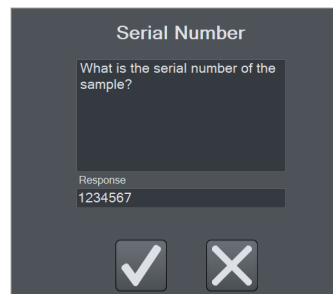 Serial Number
What is the serial number of the
sample?
Response
1234567